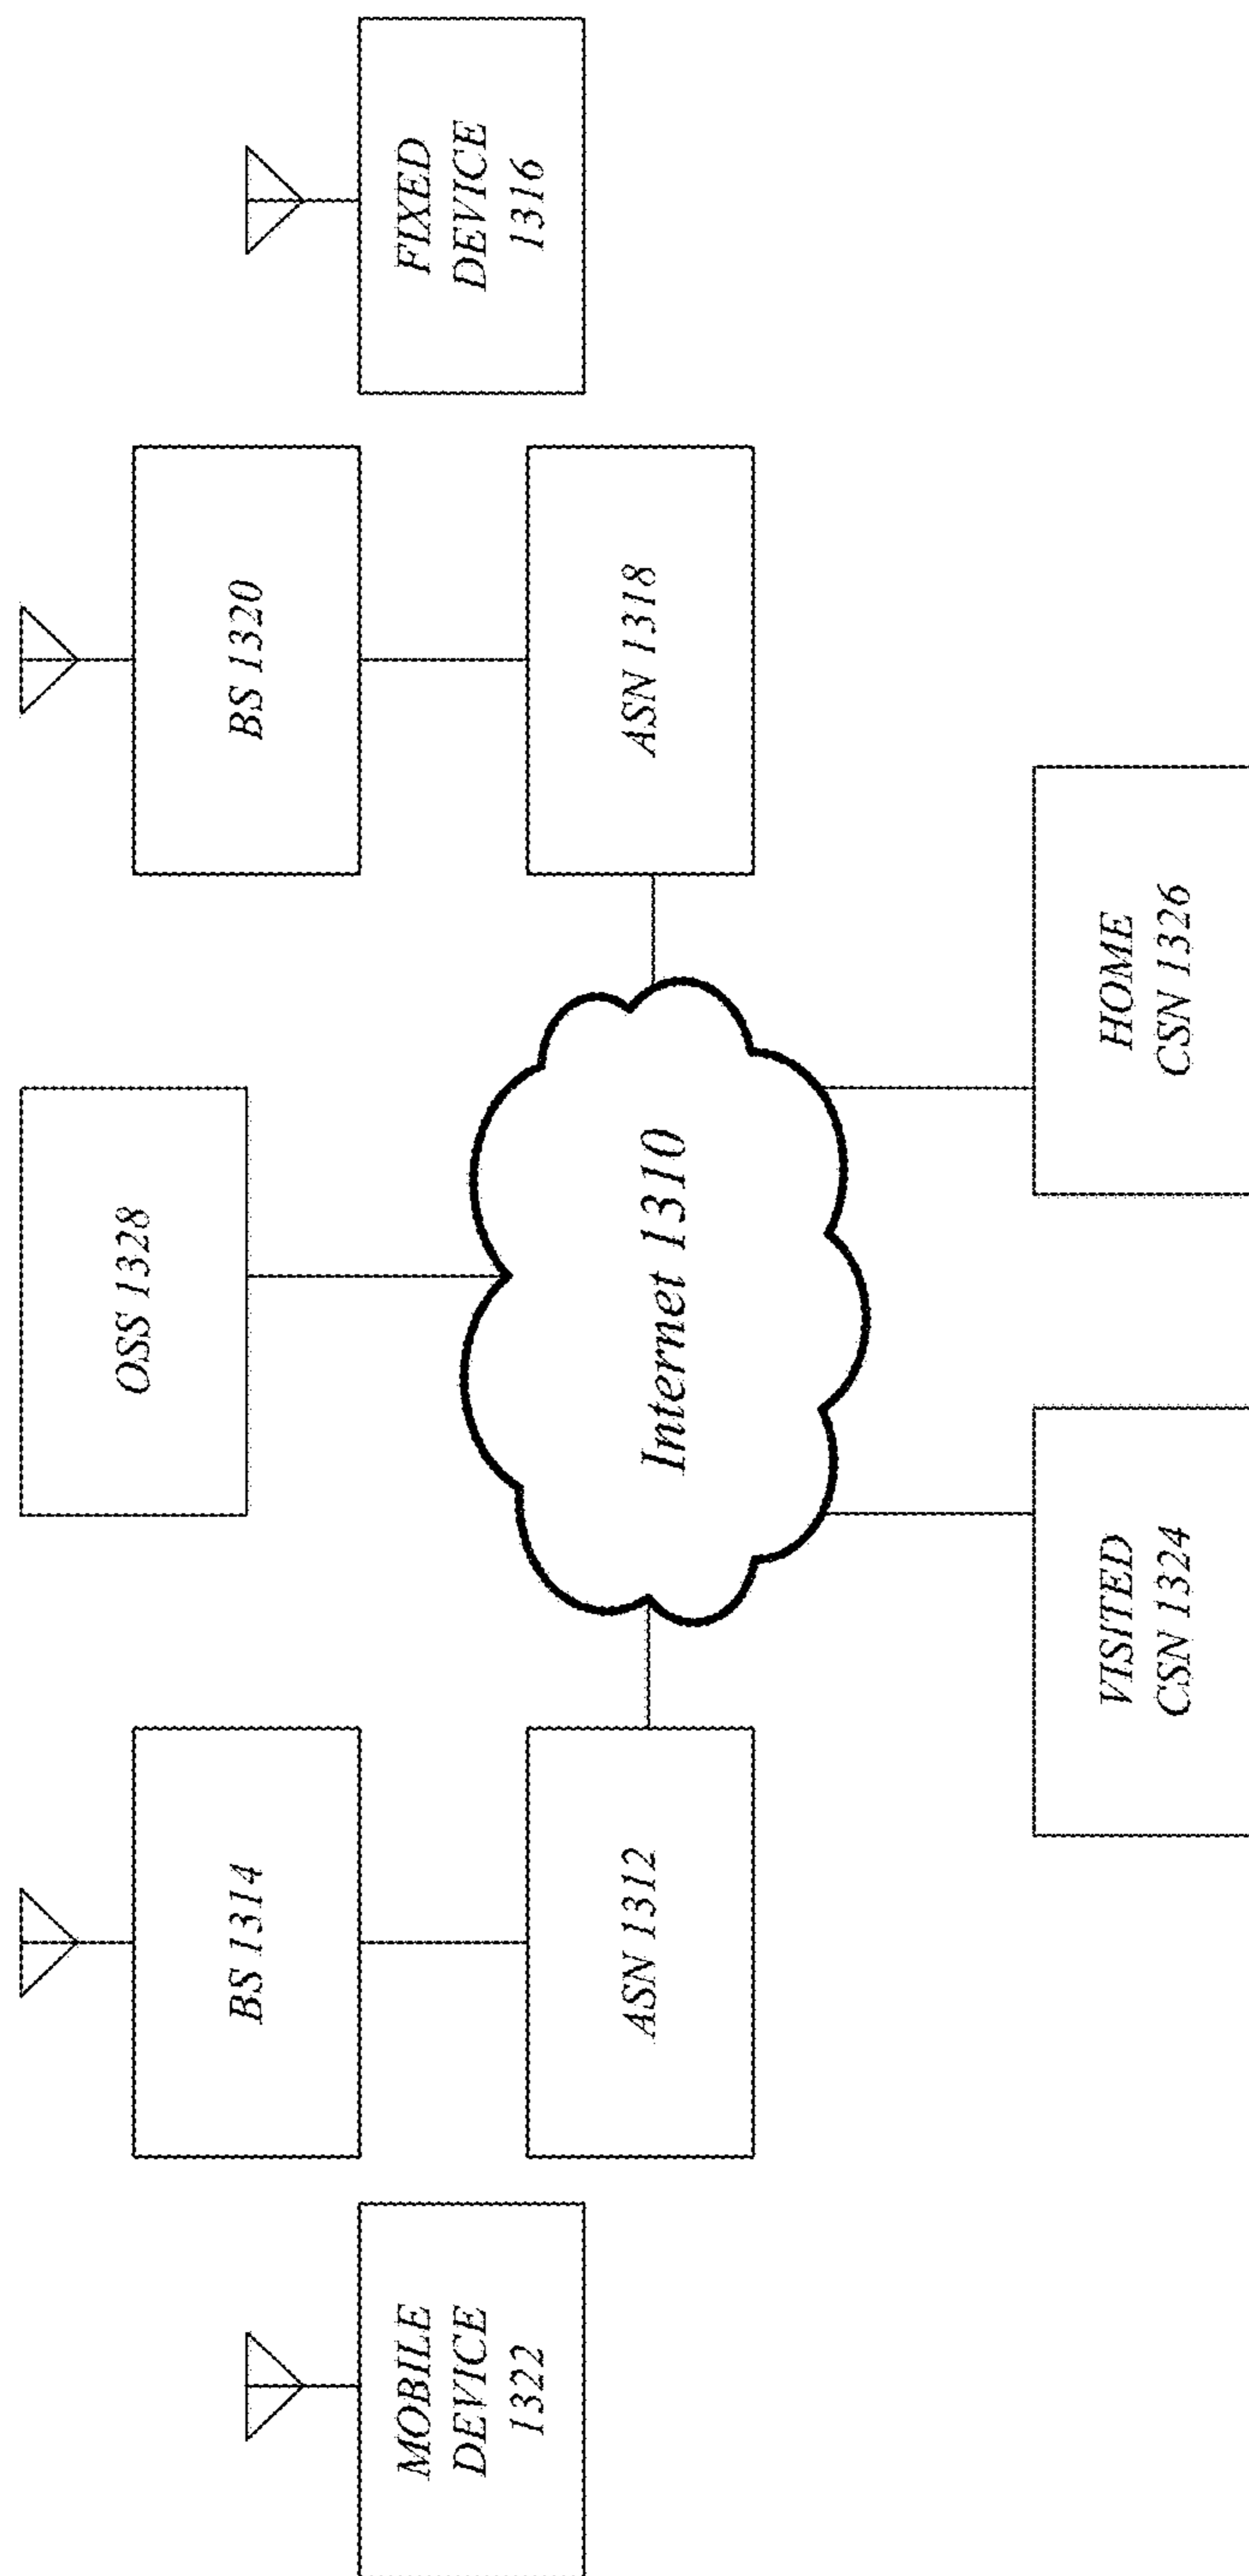 BS 1314
OSS 1328
BS 1320
MOBILE
DEVICE
1322
FIXED
DEVICE
1316
ASN 1312
Internet 1310
ASN 1318
VISITED
CSN 1324
HOME
CSN 1326